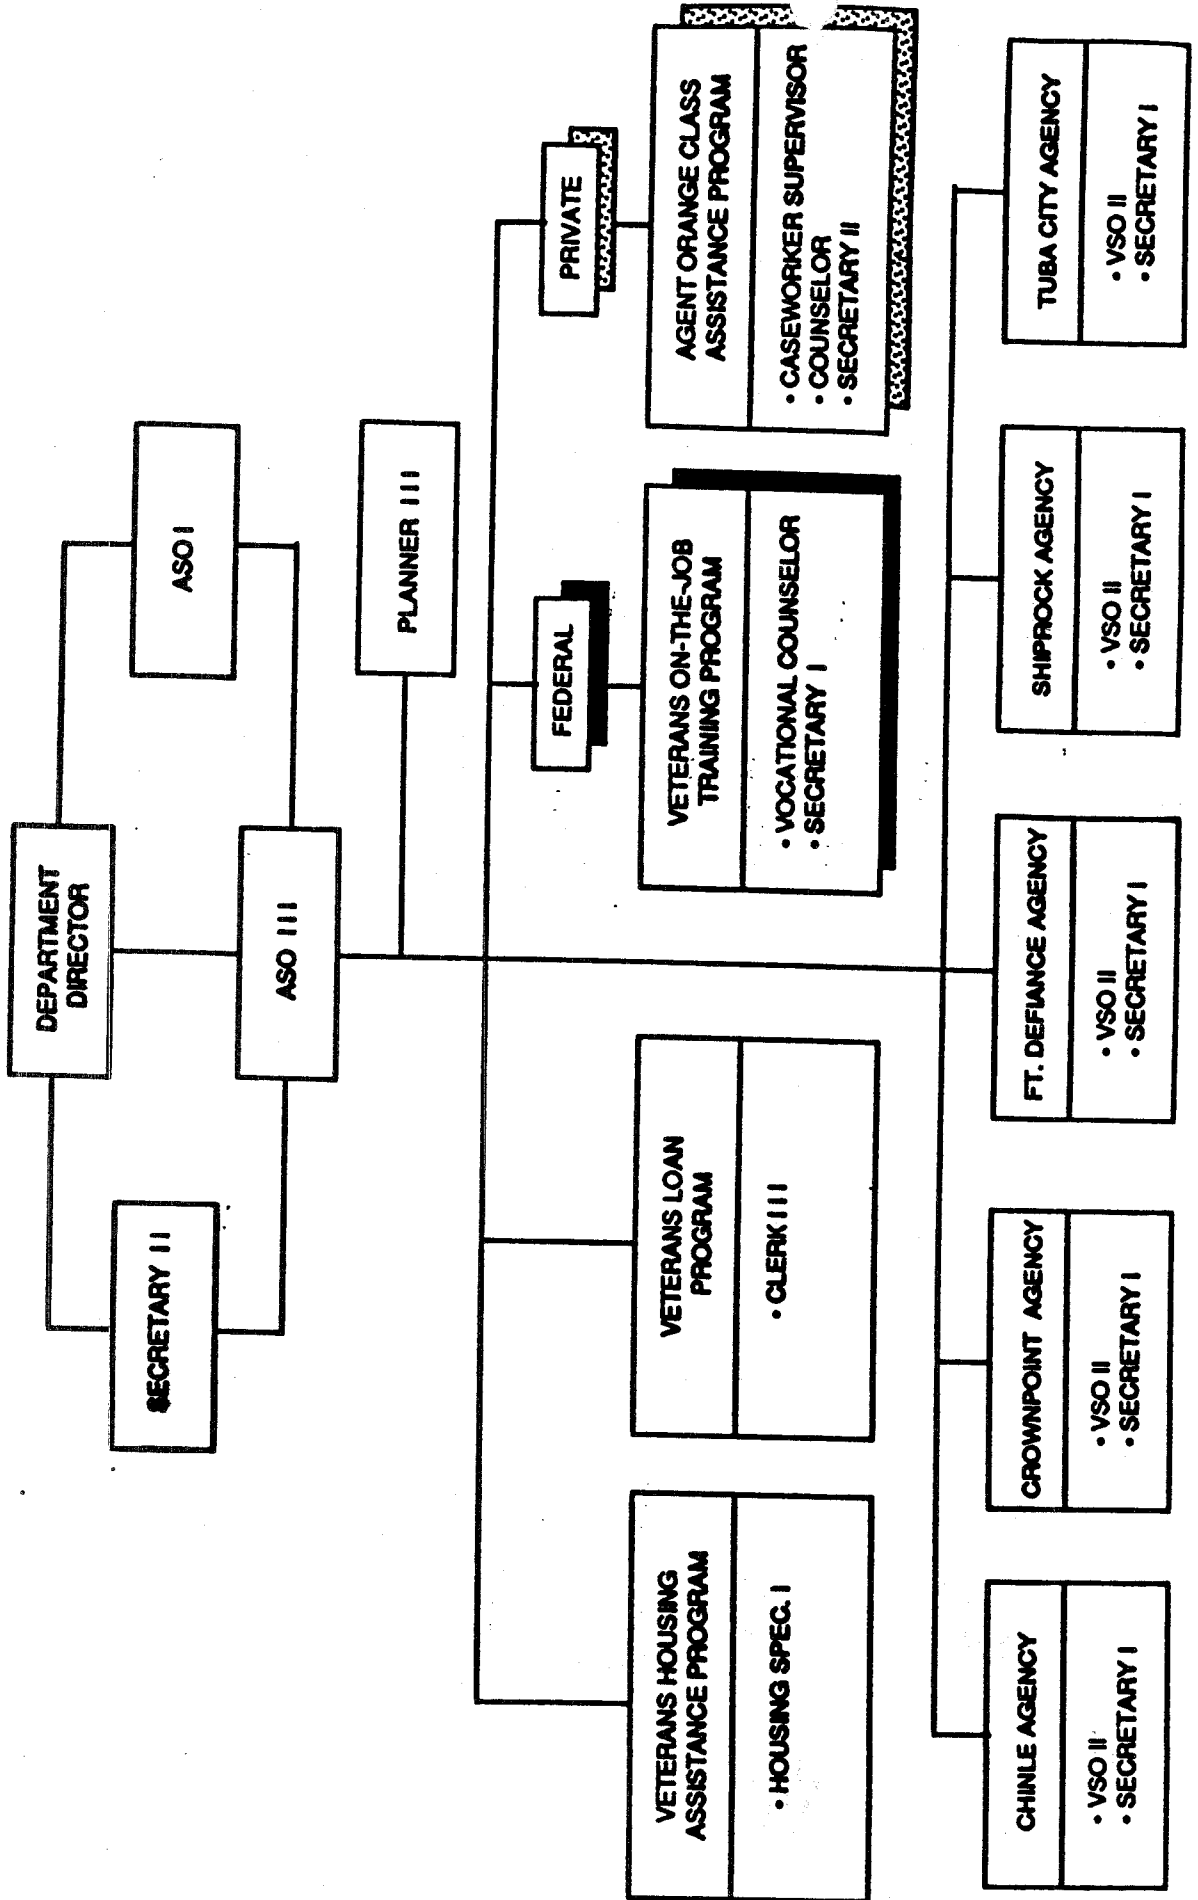 DEPARTMENT
DIRECTOR
SECRETARY II
ASO I
ASO III
PLANNER III
FEDERAL
PRIVATE
VETERANS HOUSING
ASSISTANCE PROGRAM
• HOUSING SPEC. I
VETERANS LOAN
PROGRAM
• CLERK III
VETERANS ON-THE-JOB
TRAINING PROGRAM
• VOCATIONAL COUNSELOR
• SECRETARY I
AGENT ORANGE CLASS
ASSISTANCE PROGRAM
• CASEWORKER SUPERVISOR
• COUNSELOR
• SECRETARY II
CHINLE AGENCY
• VSO II
• SECRETARY I
CROWNPOINT AGENCY
• VSO II
• SECRETARY I
FT. DEFIANCE AGENCY
• VSO II
• SECRETARY I
SHIPROCK AGENCY
• VSO II
• SECRETARY I
TUBA CITY AGENCY
• VSO II
• SECRETARY I